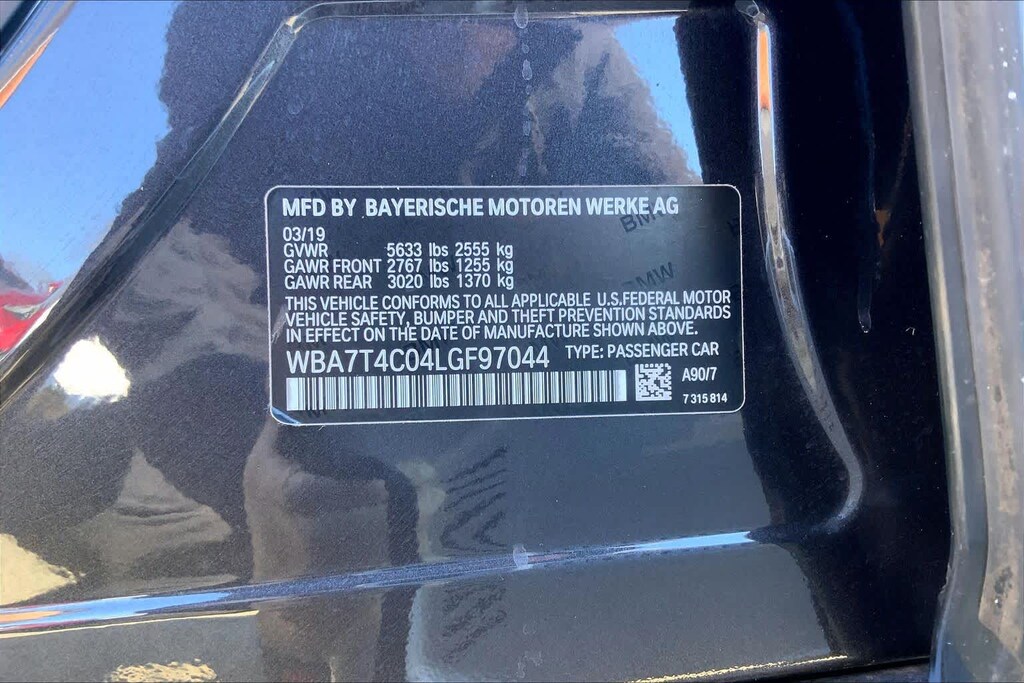 MFD BY BAYERISCHE MOTOREN WERKE AG
03/19
GVWR 5633 lbs 2555 kg
GAWR FRONT 2767 lbs 1255 kg
GAWR REAR 3020 lbs 1370 kg
THIS VEHICLE CONFORMS TO ALL APPLICABLE U.S.FEDERAL MOTOR
VEHICLE SAFETY, BUMPER AND THEFT PREVENTION STANDARDS
IN EFFECT ON THE DATE OF MANUFACTURE SHOWN ABOVE.
WBA7T4C04LGF97044 TYPE: PASSENGER CAR
A90/7
7 315 814